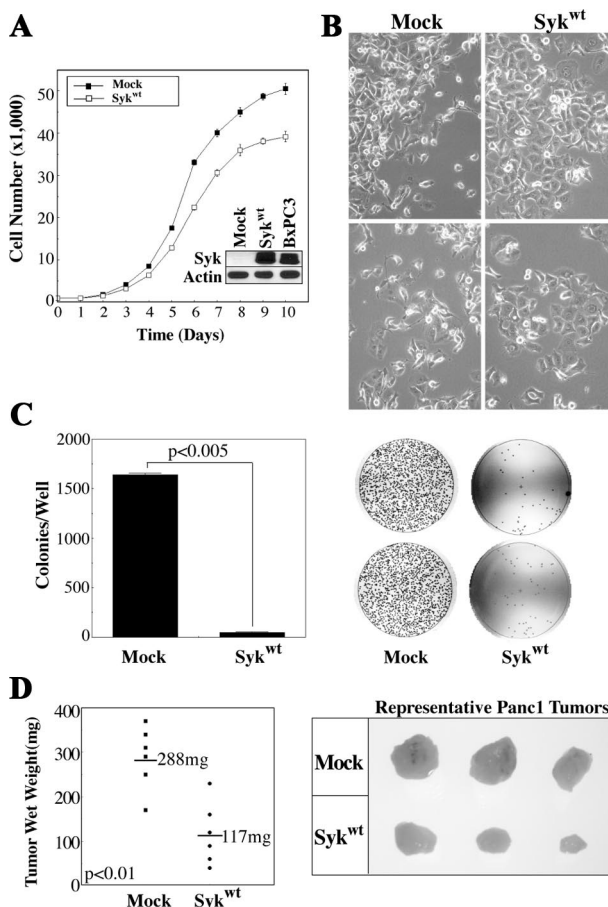 A
Mock
Syk^wt
Cell Number (x1,000)
50
40
30
20
10
0
0 1 2 3 4 5 6 7 8 9 10
Time (Days)
Mock
Syk^wt
BxPC3
Syk
Actin
B
Mock Syk^wt
C
Colonies/Well
2000
1500
1000
500
0
p<0.005
Mock Syk^wt
Mock Syk^wt
D
Tumor Wet Weight(mg)
400
300
200
100
0
288mg
117mg
p<0.01
Mock Syk^wt
Representative Panc1 Tumors
Mock
Syk^wt